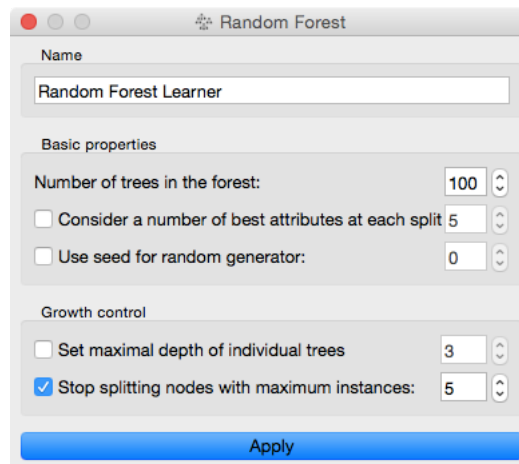 Random Forest
Name
Random Forest Learner
Basic properties
Number of trees in the forest: 100
Consider a number of best attributes at each split 5
Use seed for random generator: 0
Growth control
Set maximal depth of individual trees 3
Stop splitting nodes with maximum instances: 5
Apply